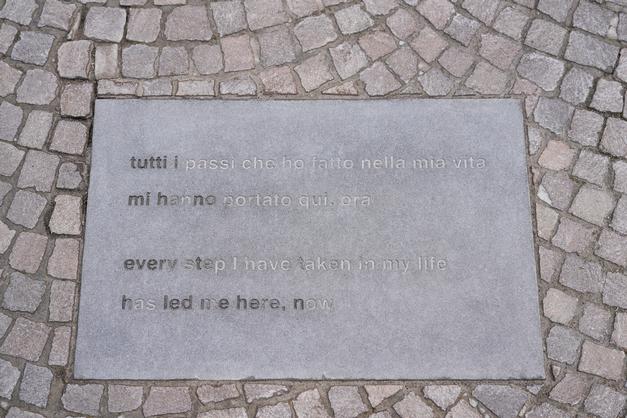 tutti i passi che ho fatto nella mia vita
mi hanno portato qui, ora
every step I have taken in my life
has led me here, now